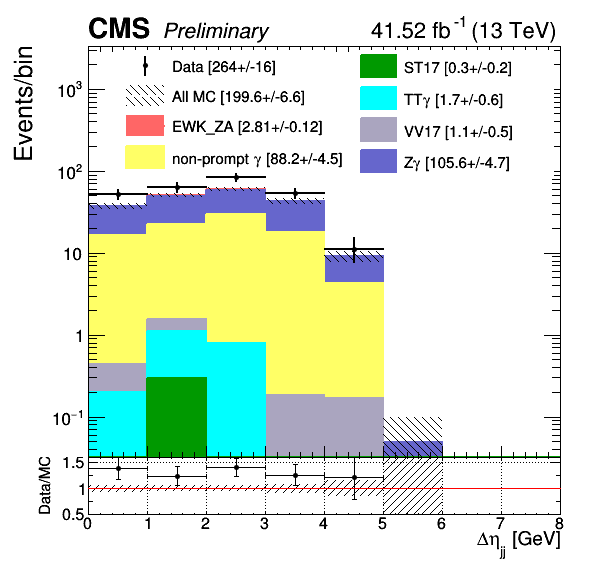 CMS Preliminary 41.52 fb⁻¹ (13 TeV)
Events/bin
Data [264+/-16]
All MC [199.6+/-6.6]
EWK_ZA [2.81+/-0.12]
non-prompt γ [88.2+/-4.5]
ST17 [0.3+/-0.2]
TTγ [1.7+/-0.6]
VV17 [1.1+/-0.5]
Zγ [105.6+/-4.7]
10³
10²
10
1
10⁻¹
Data/MC
1.5
1
0.5
0 1 2 3 4 5 6 7 8
Δηjj [GeV]